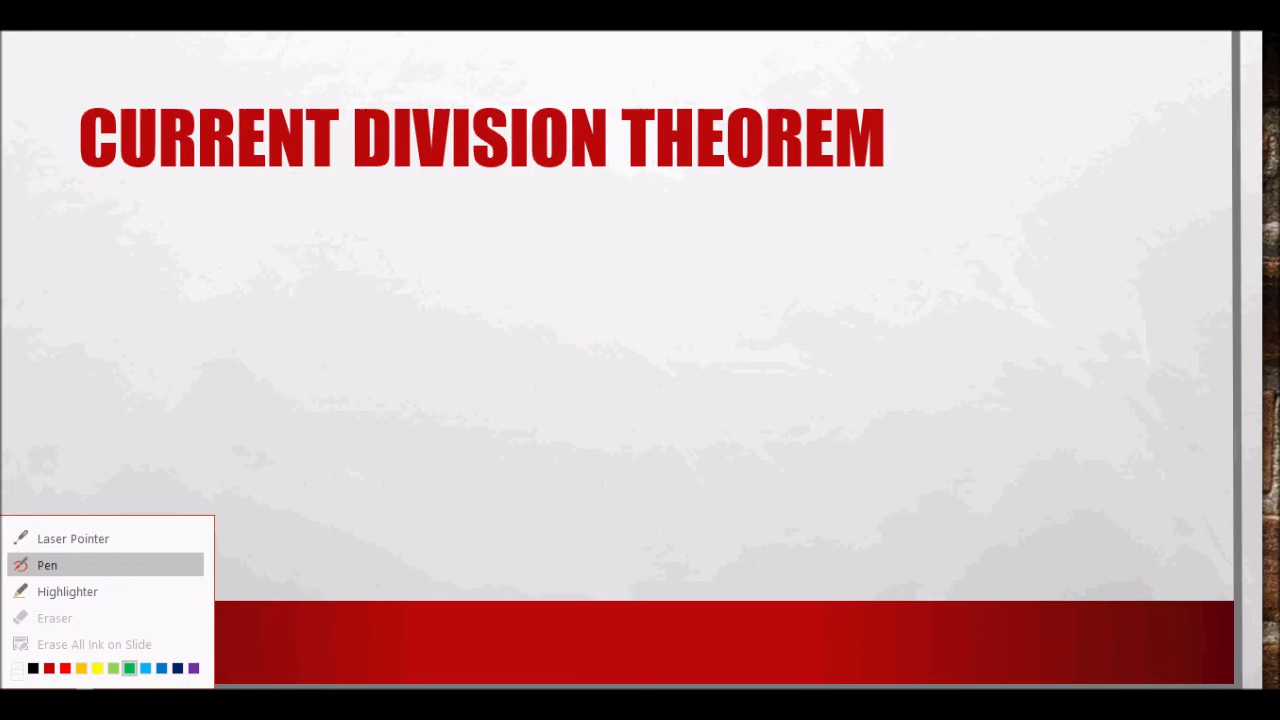 CURRENT DIVISION THEOREM
Laser Pointer
Pen
Highlighter
Eraser
Erase All Ink on Slide